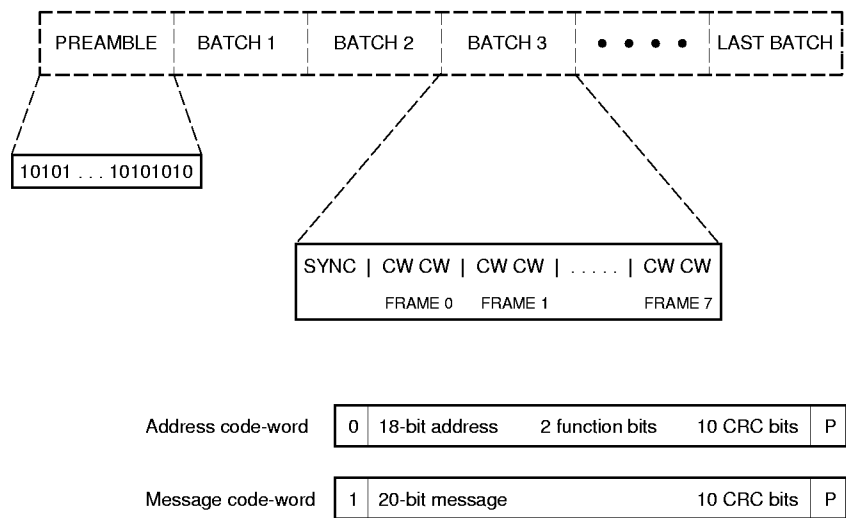 PREAMBLE BATCH 1 BATCH 2 BATCH 3 • • • • LAST BATCH
10101 . . . 10101010
SYNC | CW CW | CW CW | . . . . . | CW CW
FRAME 0 FRAME 1 FRAME 7
Address code-word 0 18-bit address 2 function bits 10 CRC bits P
Message code-word 1 20-bit message 10 CRC bits P